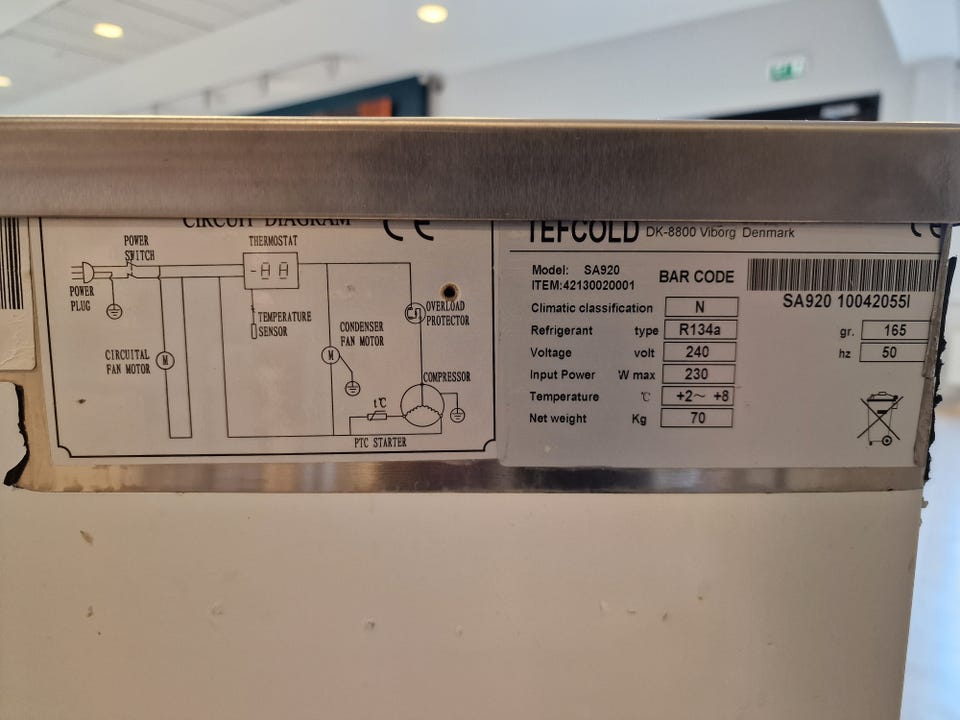 CIRCUIT DIAGRAM
CE
POWER
SWITCH
THERMOSTAT
POWER
PLUG
TEMPERATURE
SENSOR
OVERLOAD
PROTECTOR
CONDENSER
FAN MOTOR
M
CIRCUITAL
FAN MOTOR
M
COMPRESSOR
t℃
PTC STARTER
TEFCOLD DK-8800 Viborg Denmark
CE
Model: SA920
ITEM:42130020001
BAR CODE
SA920 10042055I
Climatic classification N
Refrigerant type R134a gr. 165
Voltage volt 240 hz 50
Input Power W max 230
Temperature ℃ +2～ +8
Net weight Kg 70